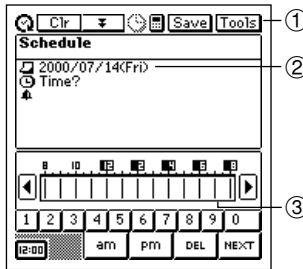 Clr Save Tools ①
Schedule
2000/07/14(Fri) ②
Time?
8 10 12 2 4 6 8
③
1 2 3 4 5 6 7 8 9 0
12:00 am pm DEL NEXT